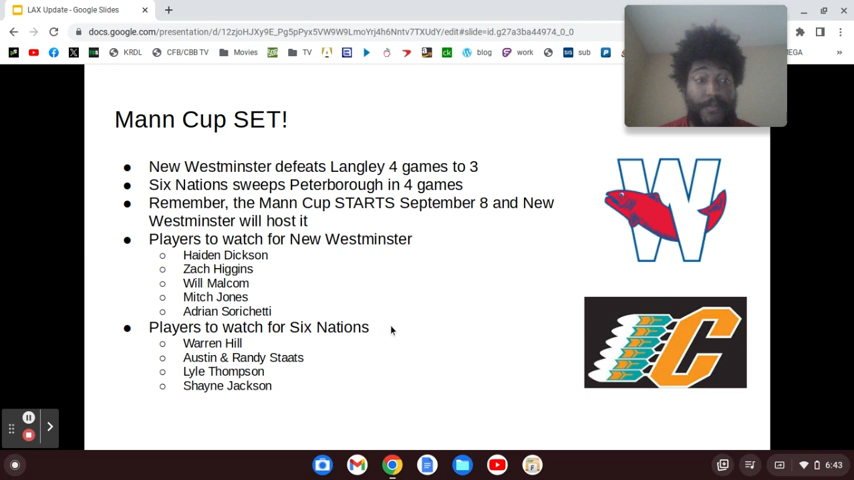 LAX Update - Google Slides
docs.google.com/presentation/d/12zjoHJXy9E_Pg5pPyx5VW9W9LmoYrj4h6Nntv7TXUdY/edit#slide=id.g27a3ba44974_0_0
KRDL
CFB/CBB TV
Movies
TV
blog
work
sub
MEGA
Mann Cup SET!
● New Westminster defeats Langley 4 games to 3
● Six Nations sweeps Peterborough in 4 games
● Remember, the Mann Cup STARTS September 8 and New
Westminster will host it
● Players to watch for New Westminster
○ Haiden Dickson
○ Zach Higgins
○ Will Malcom
○ Mitch Jones
○ Adrian Sorichetti
● Players to watch for Six Nations
○ Warren Hill
○ Austin & Randy Staats
○ Lyle Thompson
○ Shayne Jackson
W
C
6:43